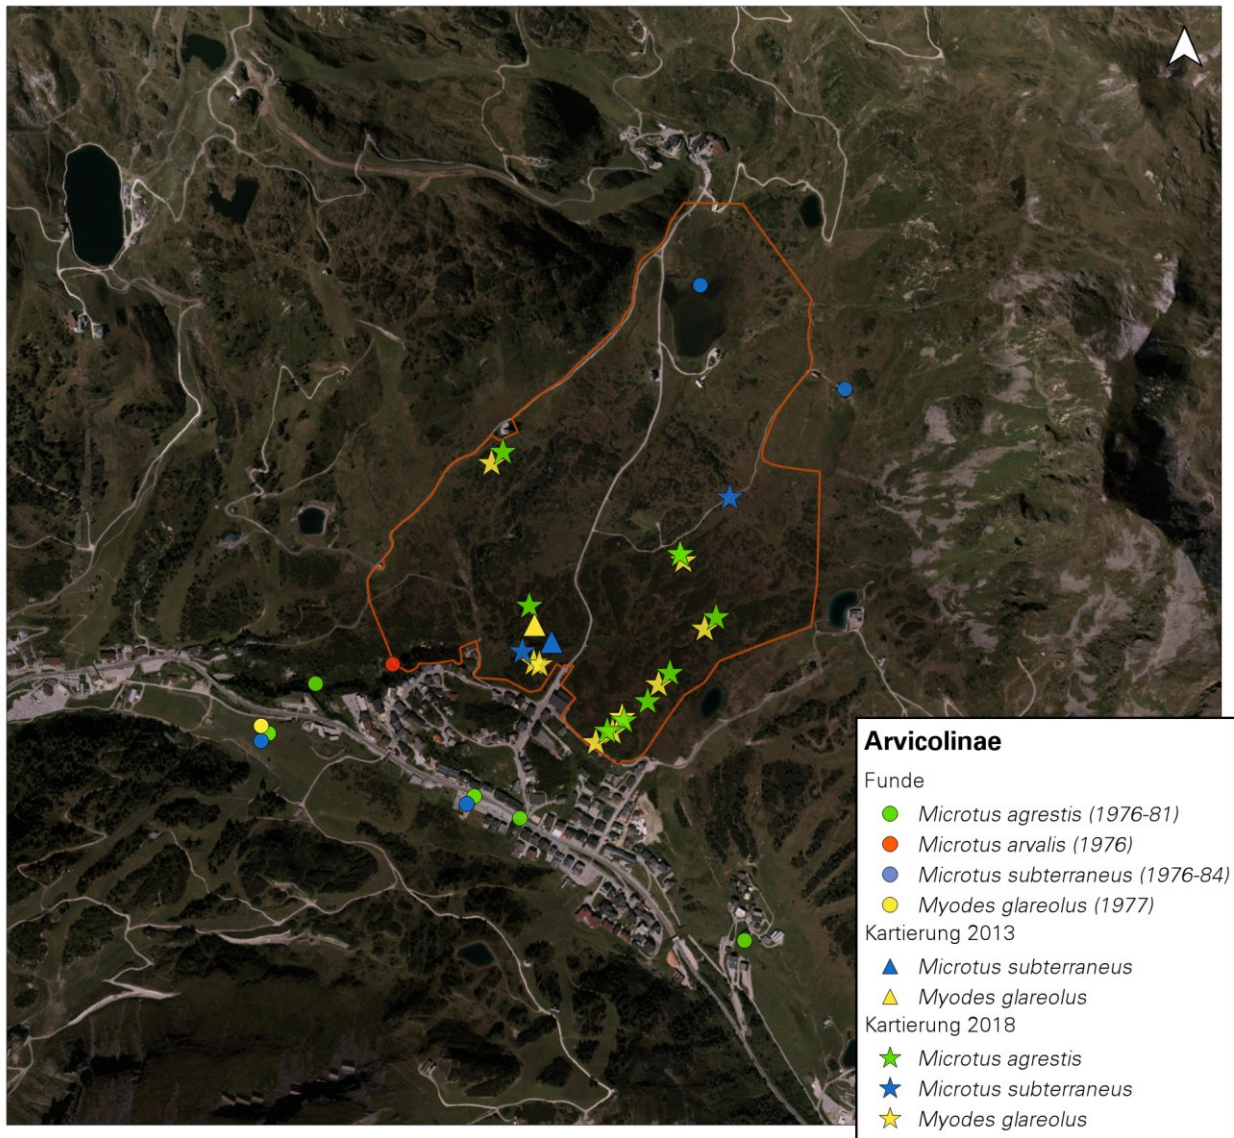 Arvicolinae
Funde
Microtus agrestis (1976-81)
Microtus arvalis (1976)
Microtus subterraneus (1976-84)
Myodes glareolus (1977)
Kartierung 2013
Microtus subterraneus
Myodes glareolus
Kartierung 2018
Microtus agrestis
Microtus subterraneus
Myodes glareolus